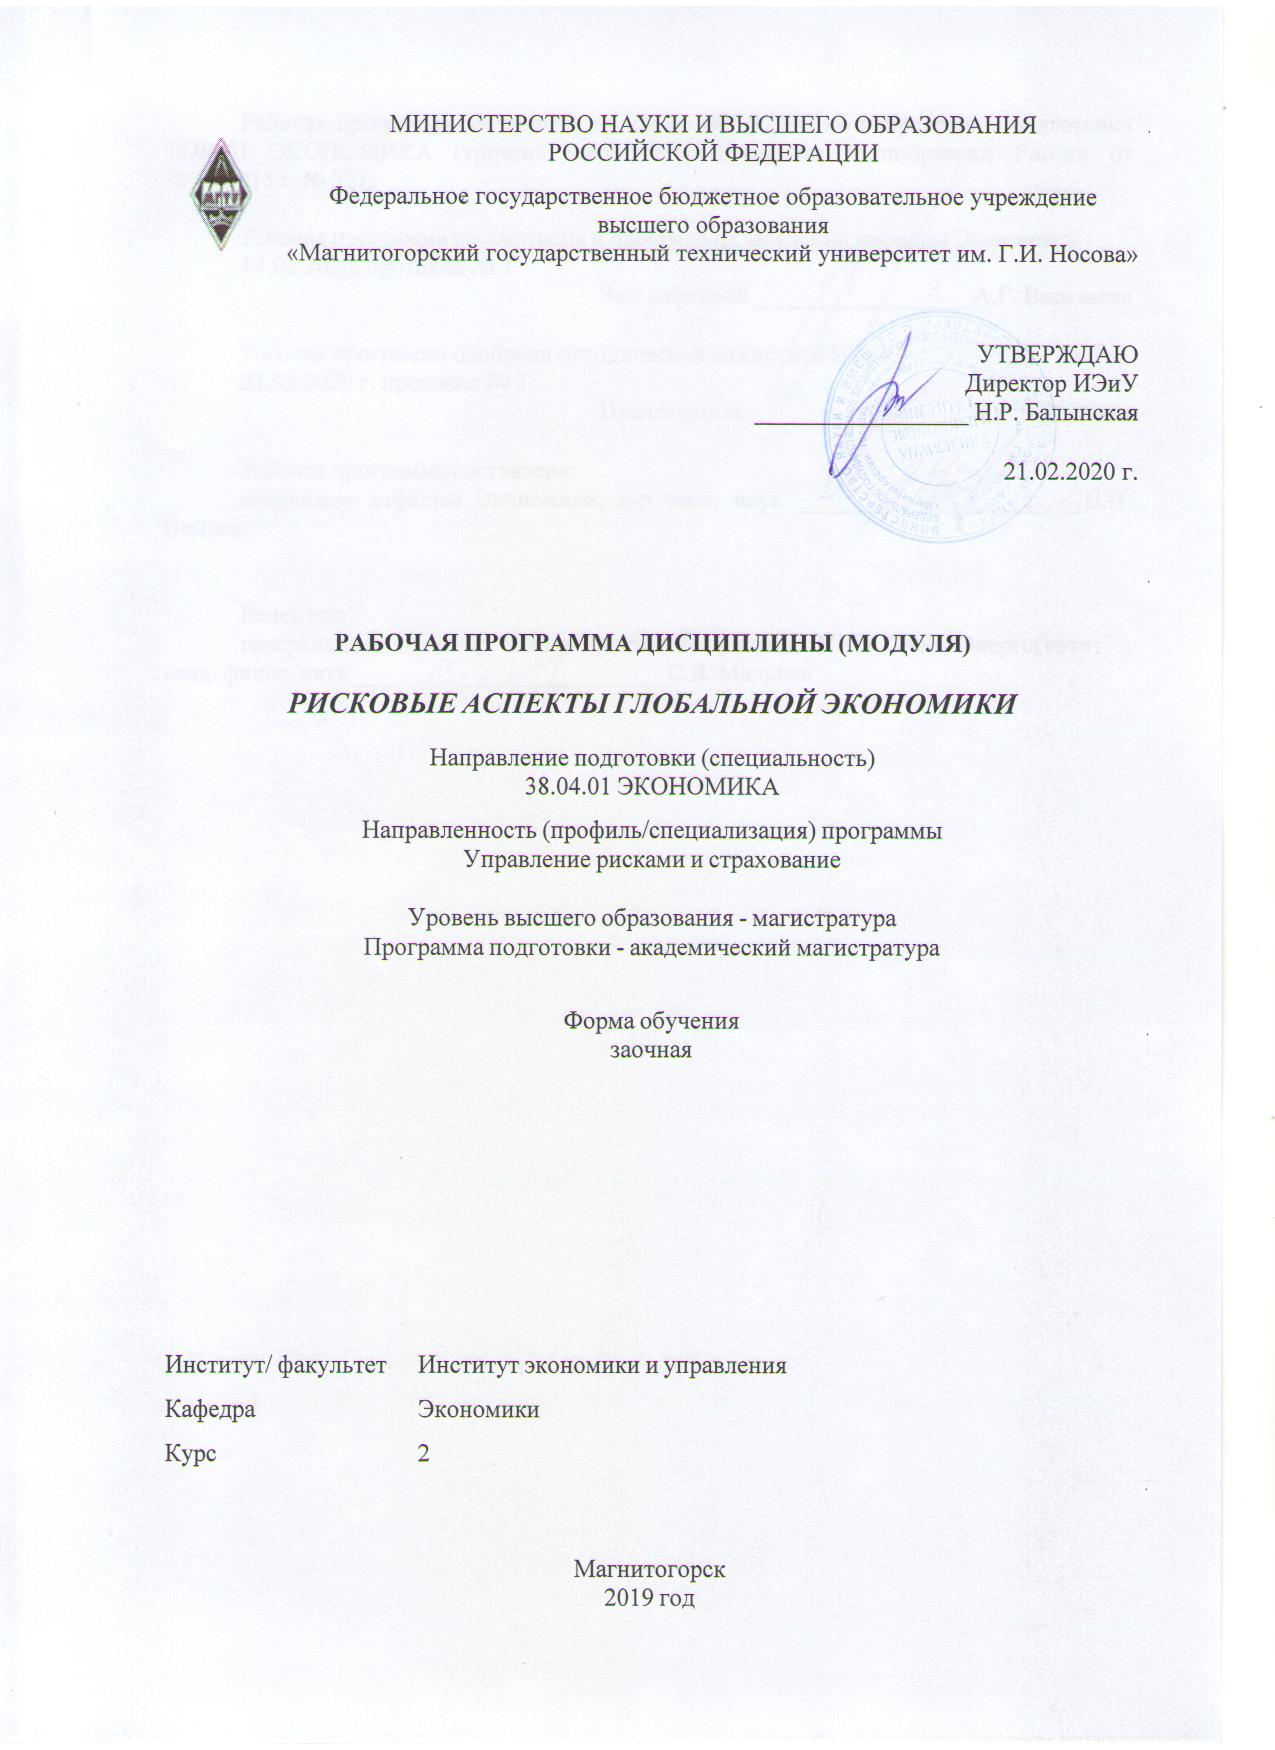 МИНИСТЕРСТВО НАУКИ И ВЫСШЕГО ОБРАЗОВАНИЯ
РОССИЙСКОЙ ФЕДЕРАЦИИ
Федеральное государственное бюджетное образовательное учреждение
высшего образования
«Магнитогорский государственный технический университет им. Г.И. Носова»
УТВЕРЖДАЮ
Директор ИЭиУ
Н.Р. Балынская
21.02.2020 г.
РАБОЧАЯ ПРОГРАММА ДИСЦИПЛИНЫ (МОДУЛЯ)
РИСКОВЫЕ АСПЕКТЫ ГЛОБАЛЬНОЙ ЭКОНОМИКИ
Направление подготовки (специальность)
38.04.01 ЭКОНОМИКА
Направленность (профиль/специализация) программы
Управление рисками и страхование
Уровень высшего образования - магистратура
Программа подготовки - академический магистратура
Форма обучения
заочная
Институт/ факультет Институт экономики и управления
Кафедра Экономики
Курс 2
Магнитогорск
2019 год